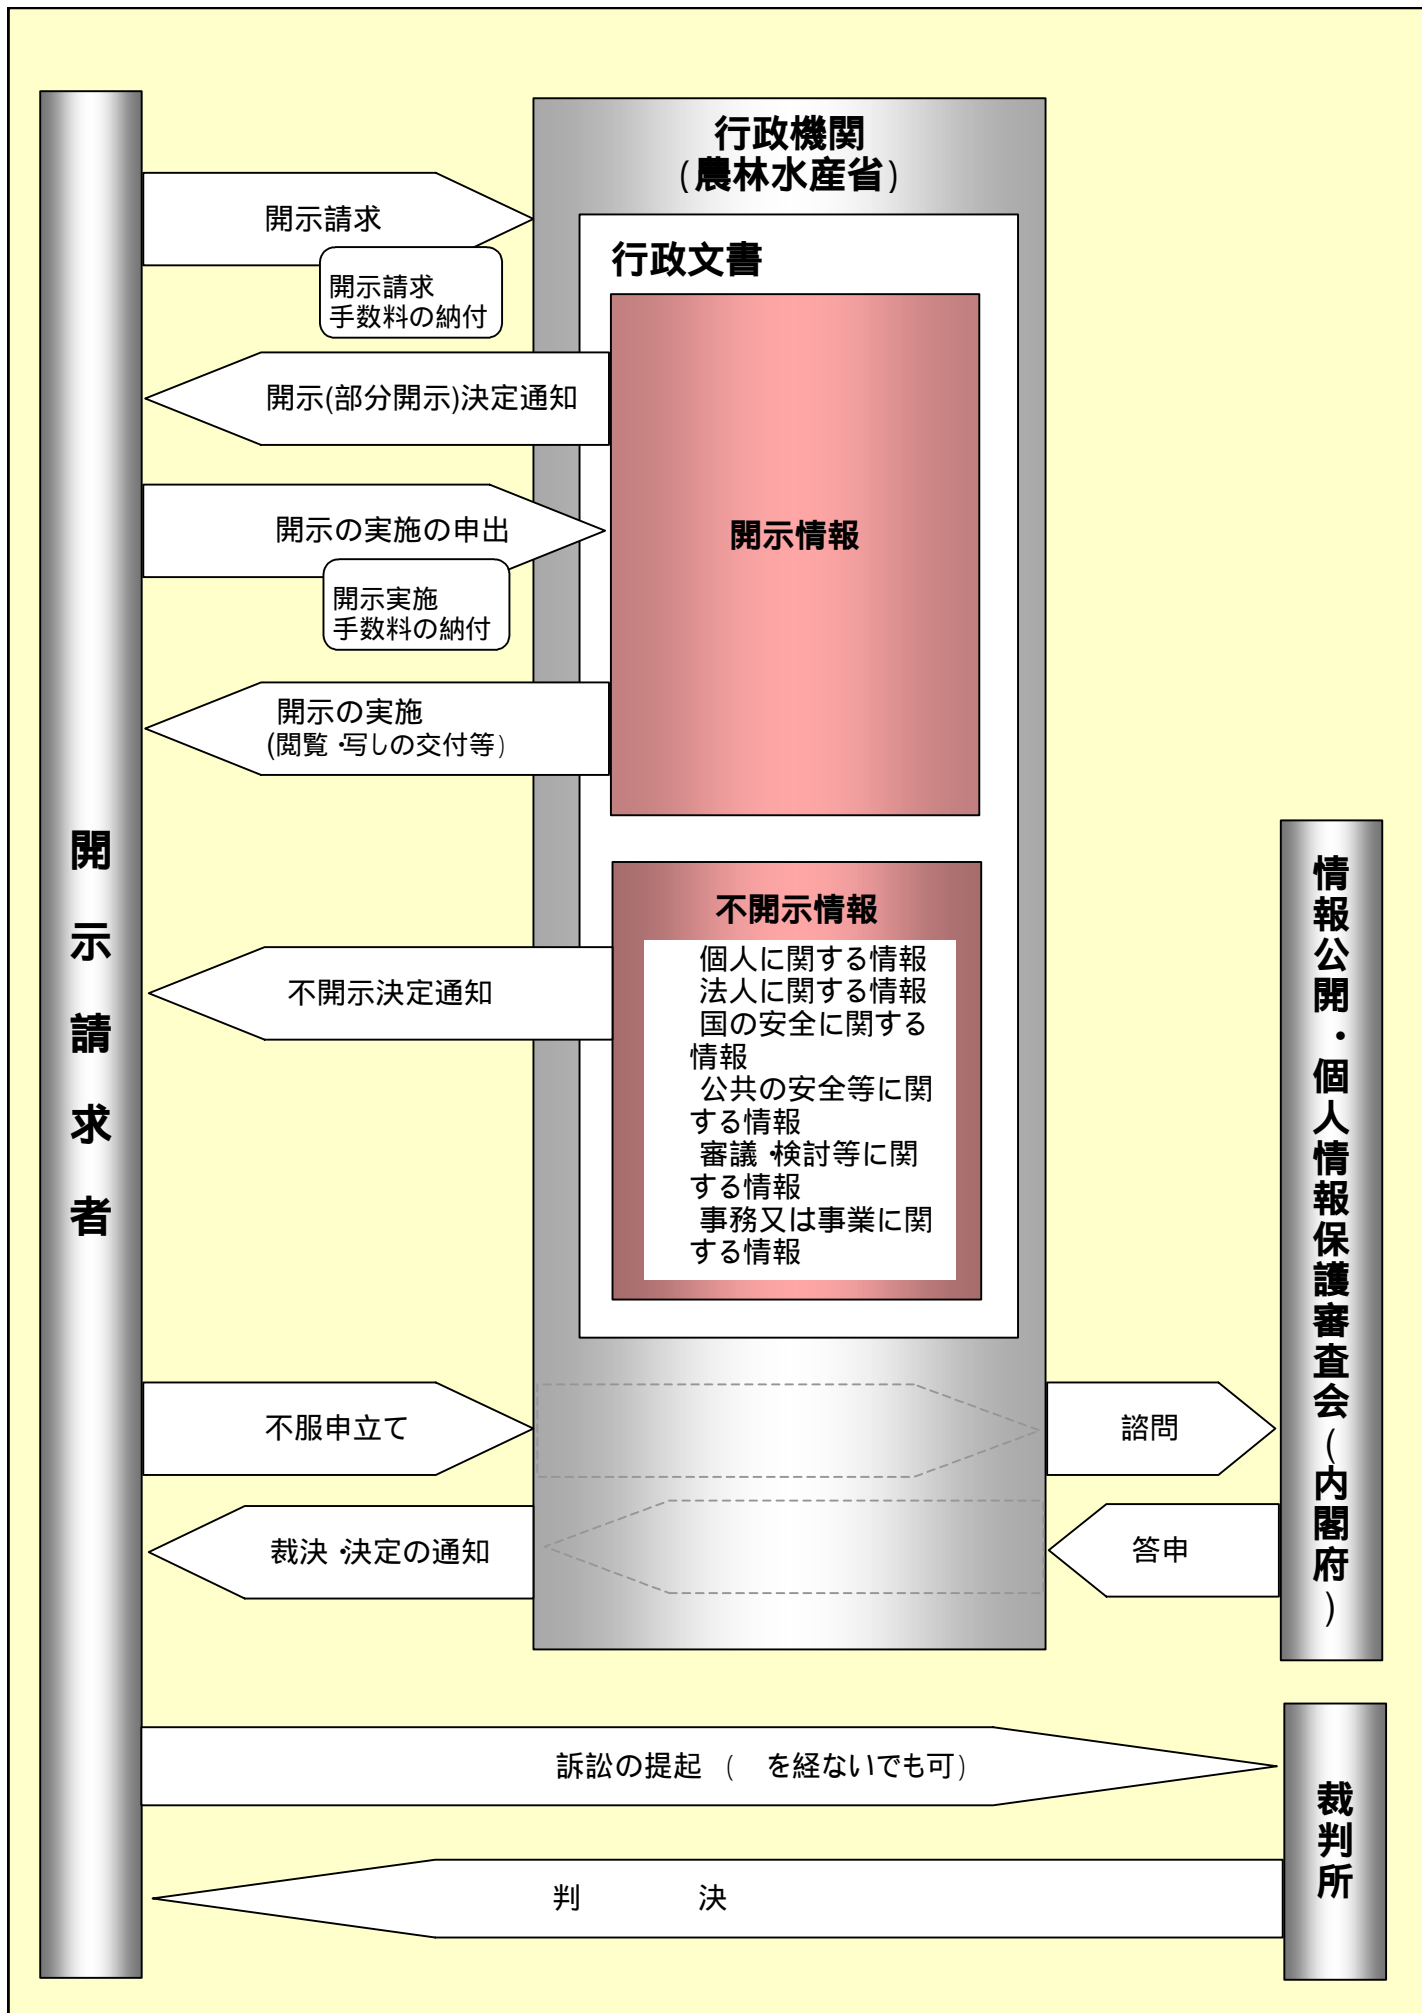 行政機関
(農林水産省)
開示請求
行政文書
開示請求
手数料の納付
開示(部分開示)決定通知
開示の実施の申出
開示情報
開示実施
手数料の納付
開示の実施
(閲覧・写しの交付等)
開示請求者
不開示情報
個人に関する情報
法人に関する情報
国の安全に関する
情報
公共の安全等に関
する情報
審議・検討等に関
する情報
事務又は事業に関
する情報
不開示決定通知
情報公開・個人情報保護審査会(内閣府)
不服申立て
諮問
裁決・決定の通知
答申
訴訟の提起 ( を経ないでも可)
裁判所
判 決